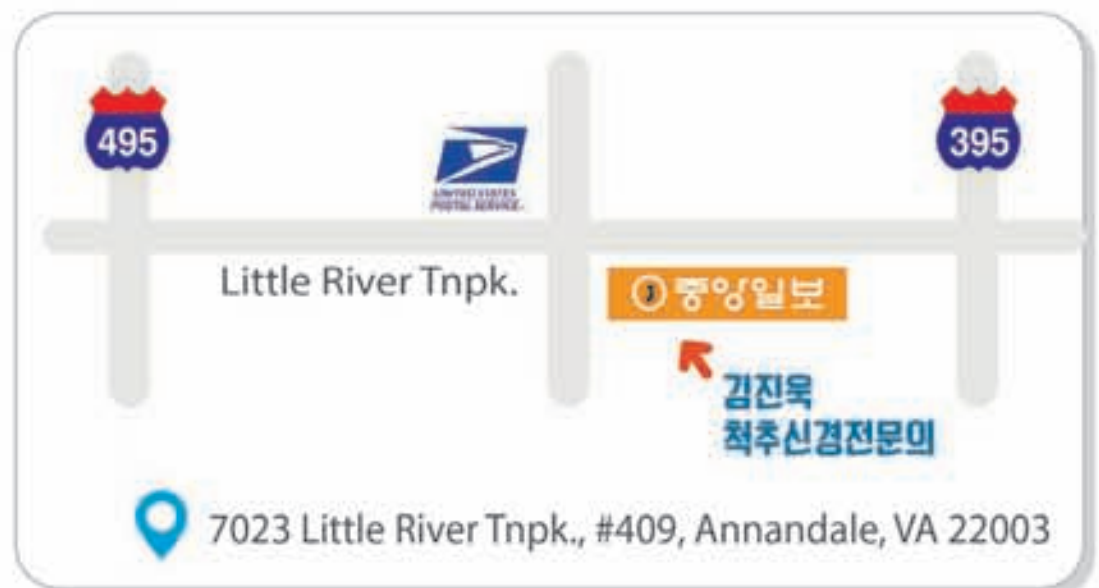 495
395
UNITED STATES
POSTAL SERVICE
Little River Tnpk.
중앙일보
김진욱
척추신경전문의
7023 Little River Tnpk., #409, Annandale, VA 22003